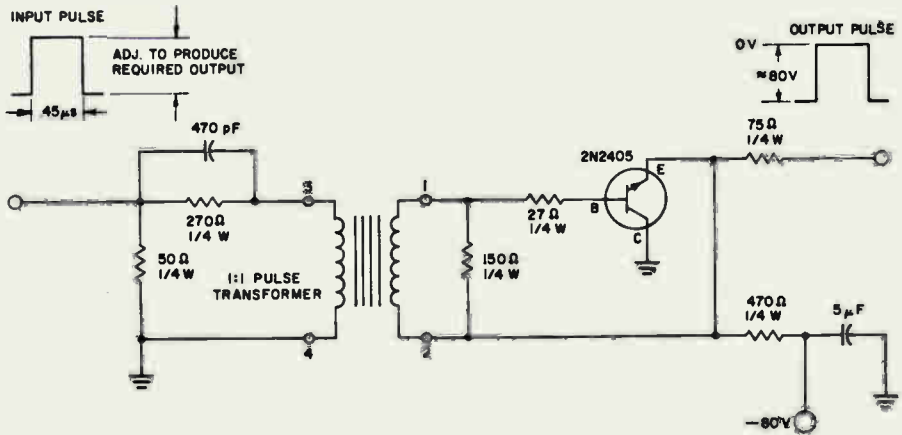 INPUT PULSE
ADJ. TO PRODUCE
REQUIRED OUTPUT
45μs
OUTPUT PULSE
0V
≈80V
470 pF
270Ω
1/4 W
50Ω
1/4 W
3
4
1:1 PULSE
TRANSFORMER
1
2
150Ω
1/4 W
27Ω
1/4 W
2N2405
B
E
C
75Ω
1/4 W
470Ω
1/4 W
5μF
—80V.